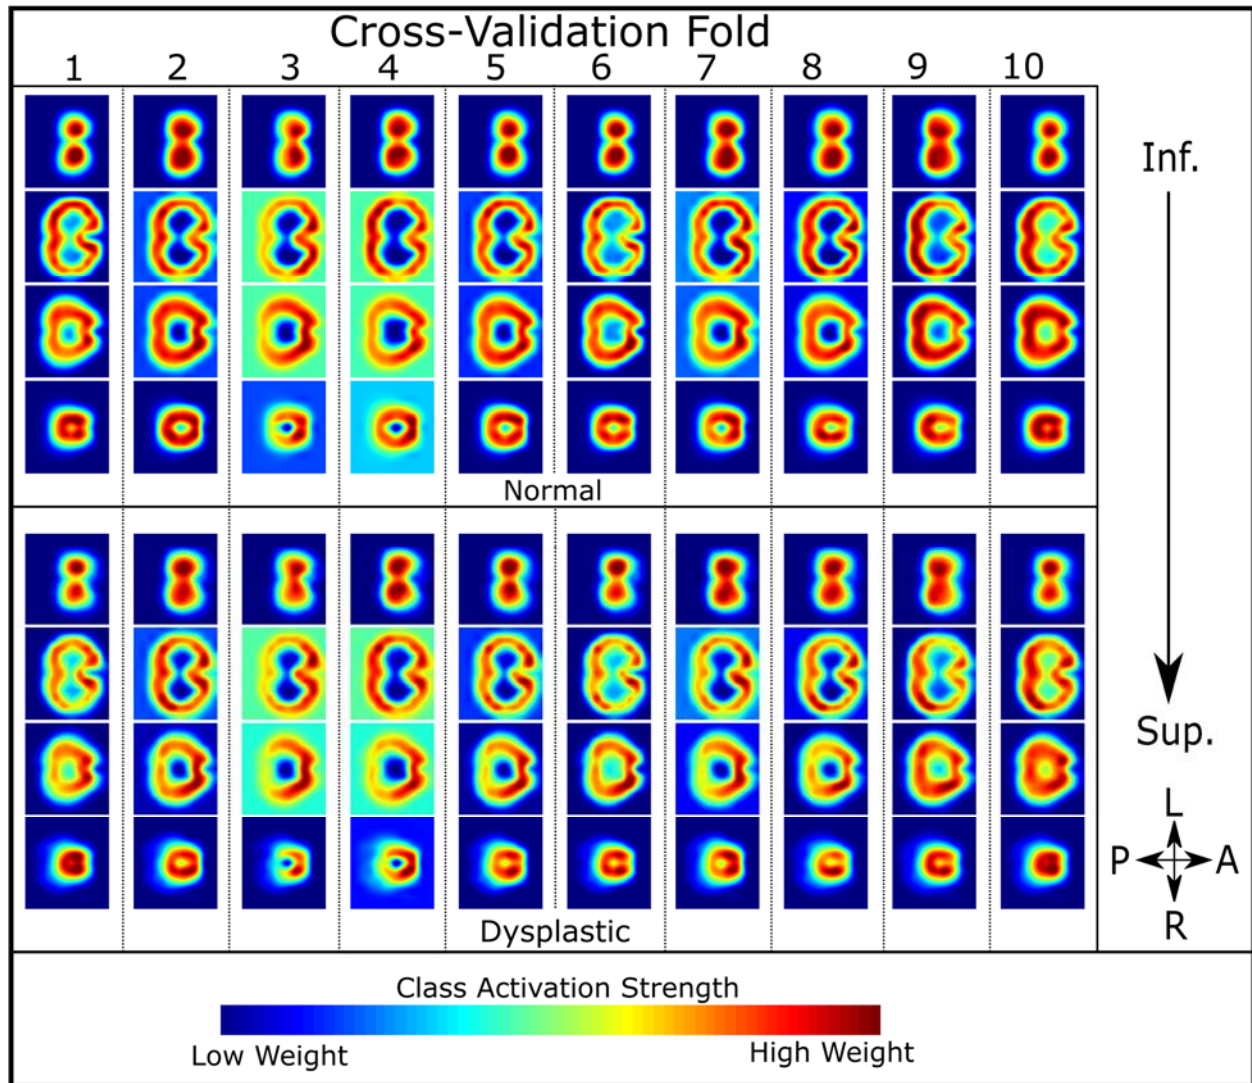 Cross-Validation Fold
1 2 3 4 5 6 7 8 9 10
Inf.
Normal
Sup.
L
P A
R
Dysplastic
Class Activation Strength
Low Weight High Weight